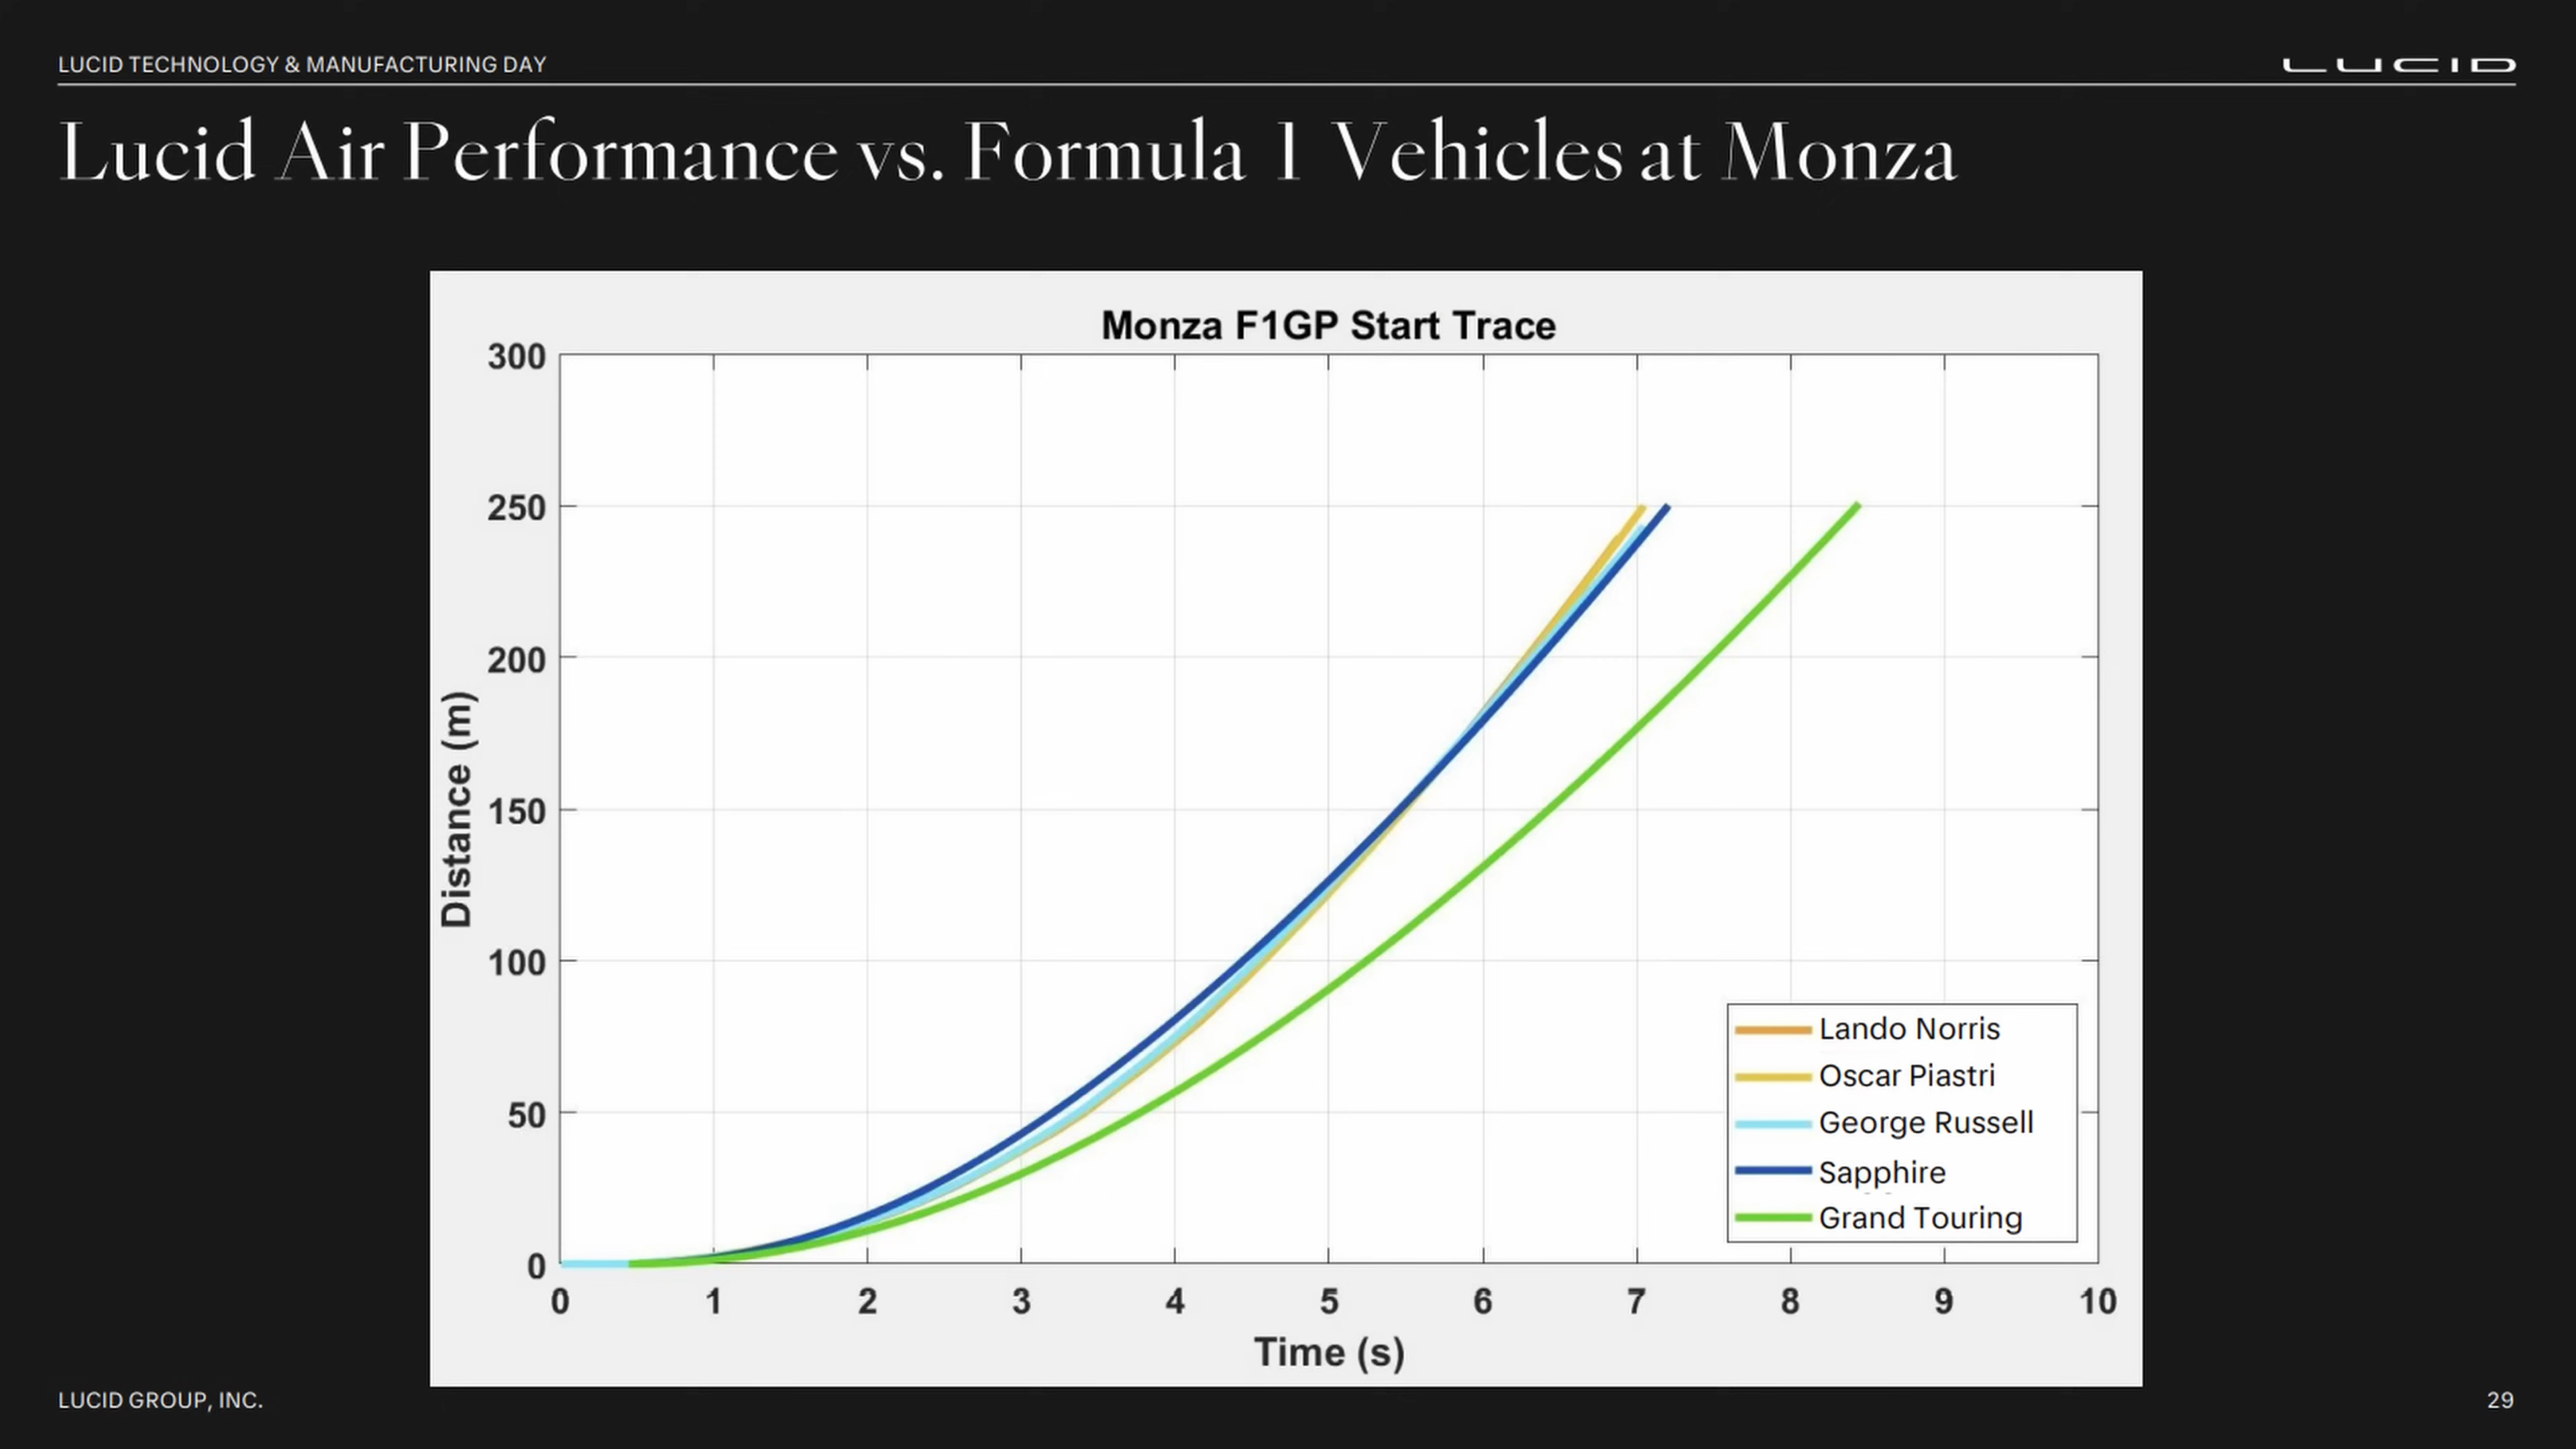 LUCID TECHNOLOGY & MANUFACTURING DAY
LUCID
Lucid Air Performance vs. Formula 1 Vehicles at Monza
Monza F1GP Start Trace
300
250
200
150
100
50
0
Distance (m)
0 1 2 3 4 5 6 7 8 9 10
Time (s)
Lando Norris
Oscar Piastri
George Russell
Sapphire
Grand Touring
LUCID GROUP, INC.
29